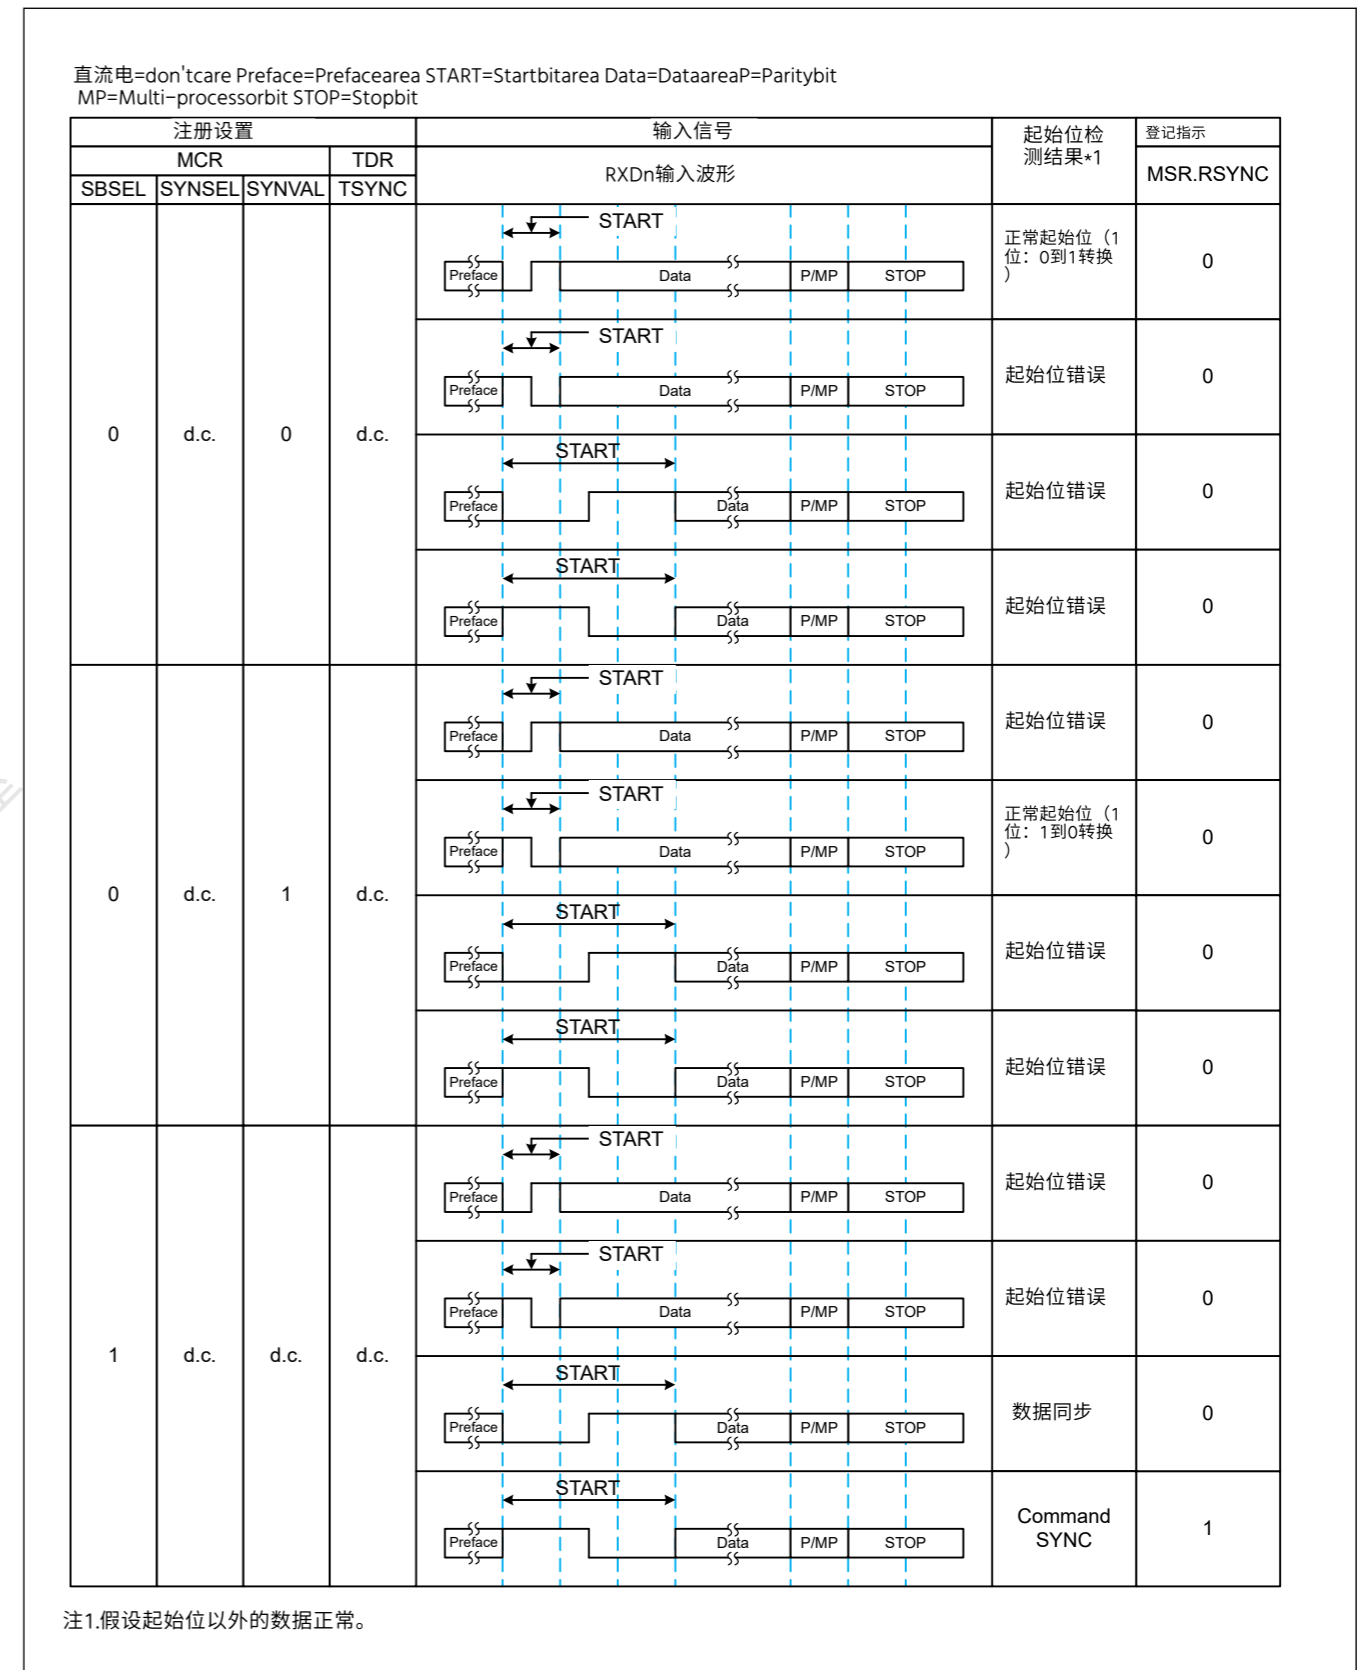 直流电=don'tcare Preface=Prefacearea START=Startbitarea Data=DataareaP=Paritybit
MP=Multi-processorbit STOP=Stopbit
注册设置 输入信号 起始位检 登记指示
测结果*1
MCR TDR RXDn输入波形 MSR.RSYNC
SBSEL SYNSEL SYNVAL TSYNC
START
正常起始位（1
位：0到1转换
）
Preface Data P/MP STOP 0
START
Preface Data P/MP STOP 起始位错误 0
0 d.c. 0 d.c.
START
Preface Data P/MP STOP 起始位错误 0
START
Preface Data P/MP STOP 起始位错误 0
START
Preface Data P/MP STOP 起始位错误 0
START
正常起始位（1
位：1到0转换
）
Preface Data P/MP STOP 0
0 d.c. 1 d.c.
START
Preface Data P/MP STOP 起始位错误 0
START
Preface Data P/MP STOP 起始位错误 0
START
Preface Data P/MP STOP 起始位错误 0
START
Preface Data P/MP STOP 起始位错误 0
1 d.c. d.c. d.c.
START
Preface Data P/MP STOP 数据同步 0
START
Command
SYNC
Preface Data P/MP STOP 1
注1.假设起始位以外的数据正常。